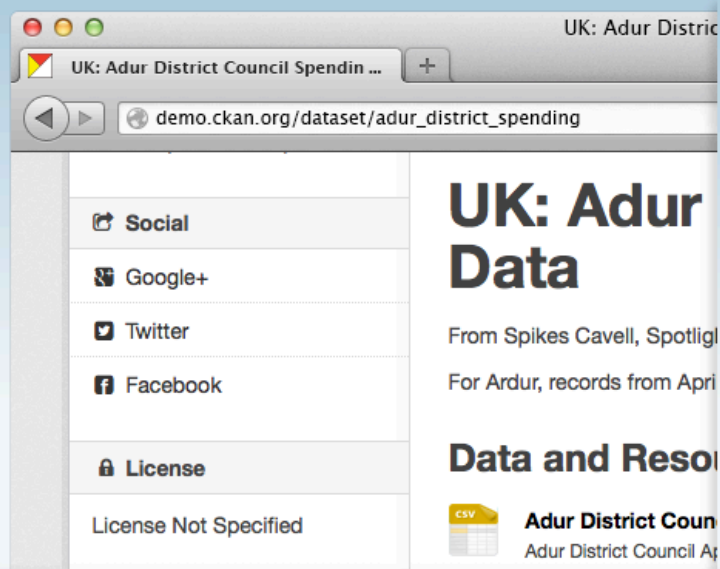 UK: Adur Distric
UK: Adur District Council Spendin ...
demo.ckan.org/dataset/adur_district_spending
Social
Google+
Twitter
Facebook
License
License Not Specified
UK: Adur
Data
From Spikes Cavell, Spotlig
For Ardur, records from Apri
Data and Reso
CSV
Adur District Coun
Adur District Council Ap